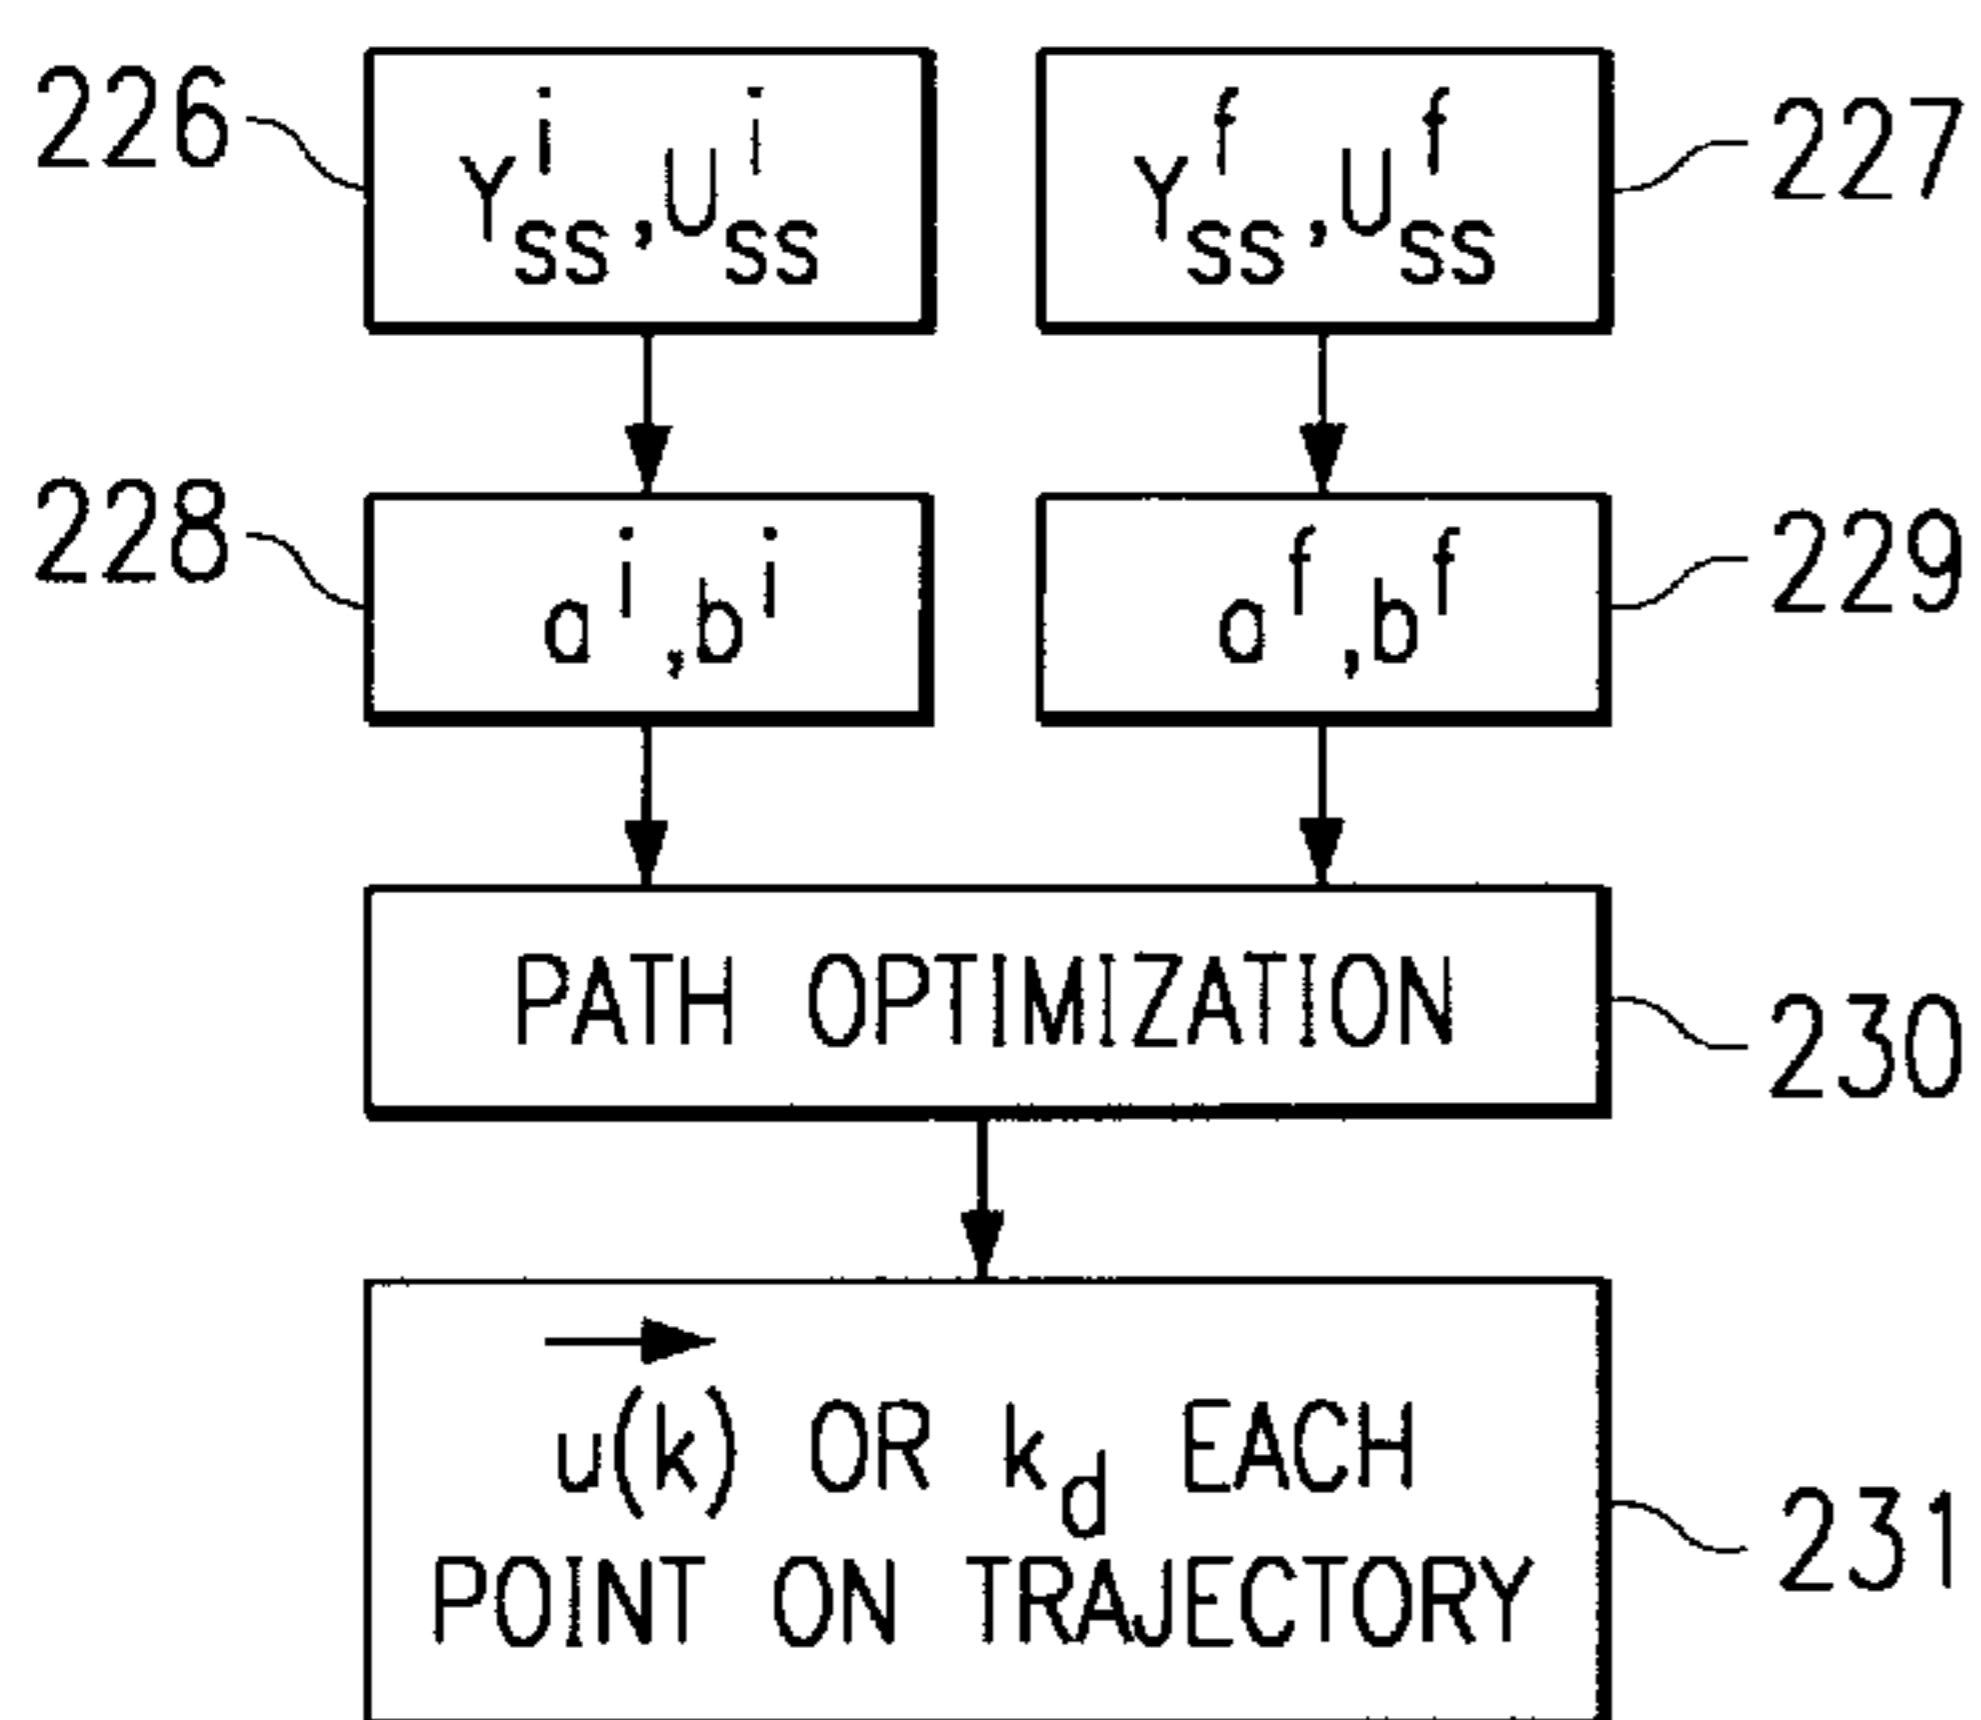 226
Y^i_ss, U^i_ss
Y^f_ss, U^f_ss
227
228
a^i, b^i
a^f, b^f
229
PATH OPTIMIZATION
230
u(k) OR k_d EACH
POINT ON TRAJECTORY
231